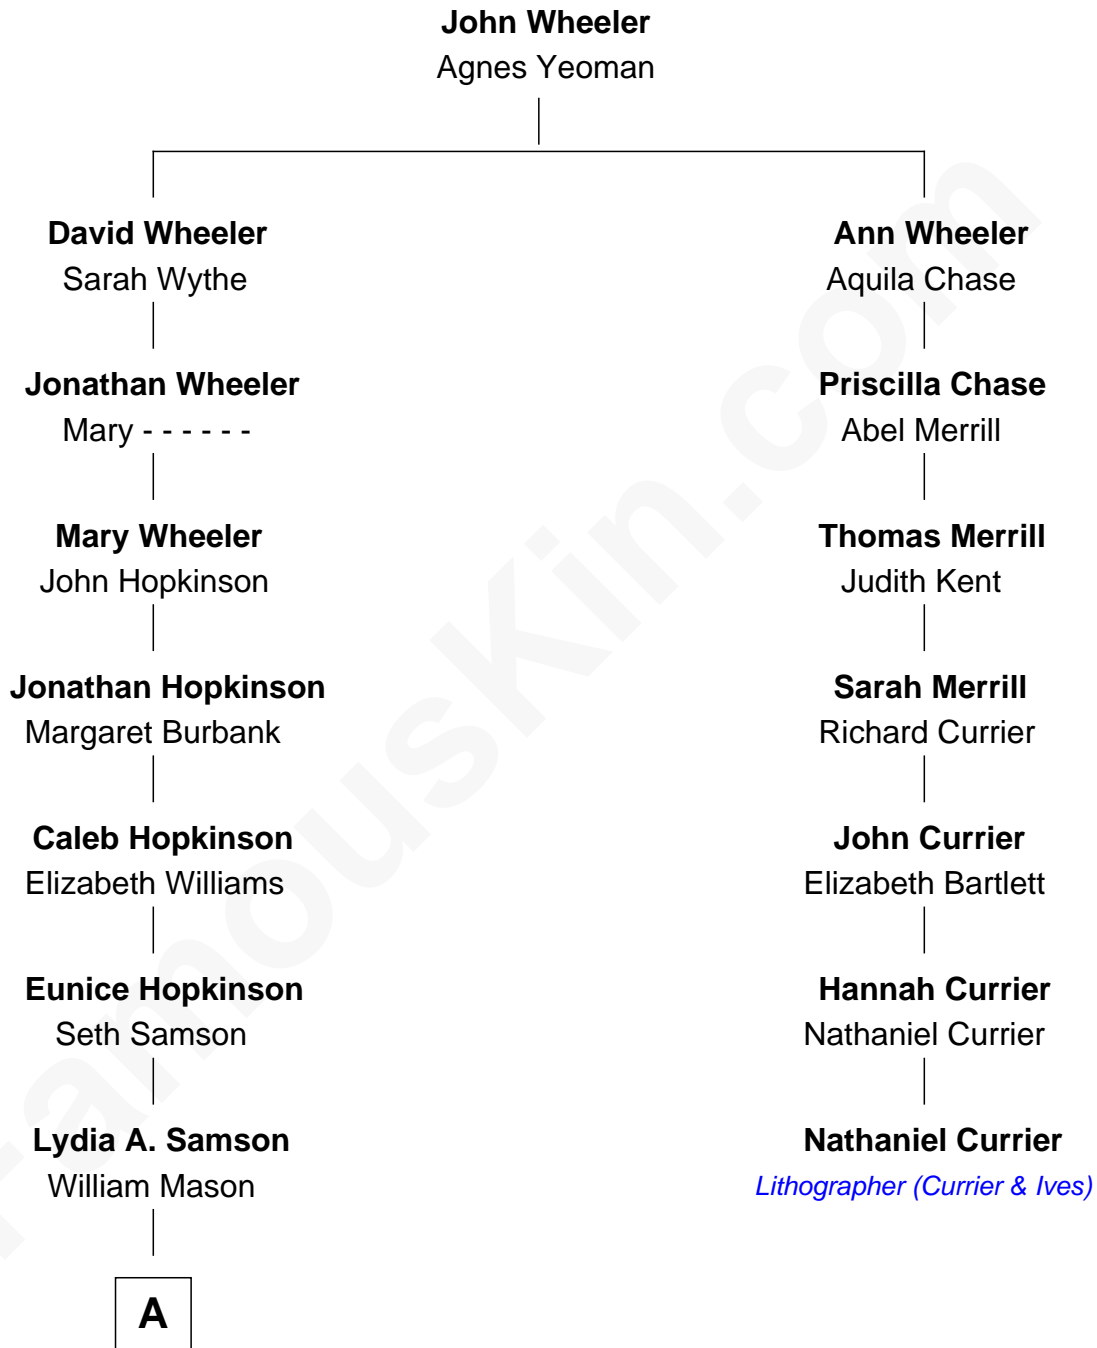 John Wheeler
Agnes Yeoman
David Wheeler
Sarah Wythe
Ann Wheeler
Aquila Chase
Jonathan Wheeler
Mary - - - - - -
Priscilla Chase
Abel Merrill
Mary Wheeler
John Hopkinson
Thomas Merrill
Judith Kent
Jonathan Hopkinson
Margaret Burbank
Sarah Merrill
Richard Currier
Caleb Hopkinson
Elizabeth Williams
John Currier
Elizabeth Bartlett
Eunice Hopkinson
Seth Samson
Hannah Currier
Nathaniel Currier
Lydia A. Samson
William Mason
Nathaniel Currier
Lithographer (Currier & Ives)
A
FamousKin.com